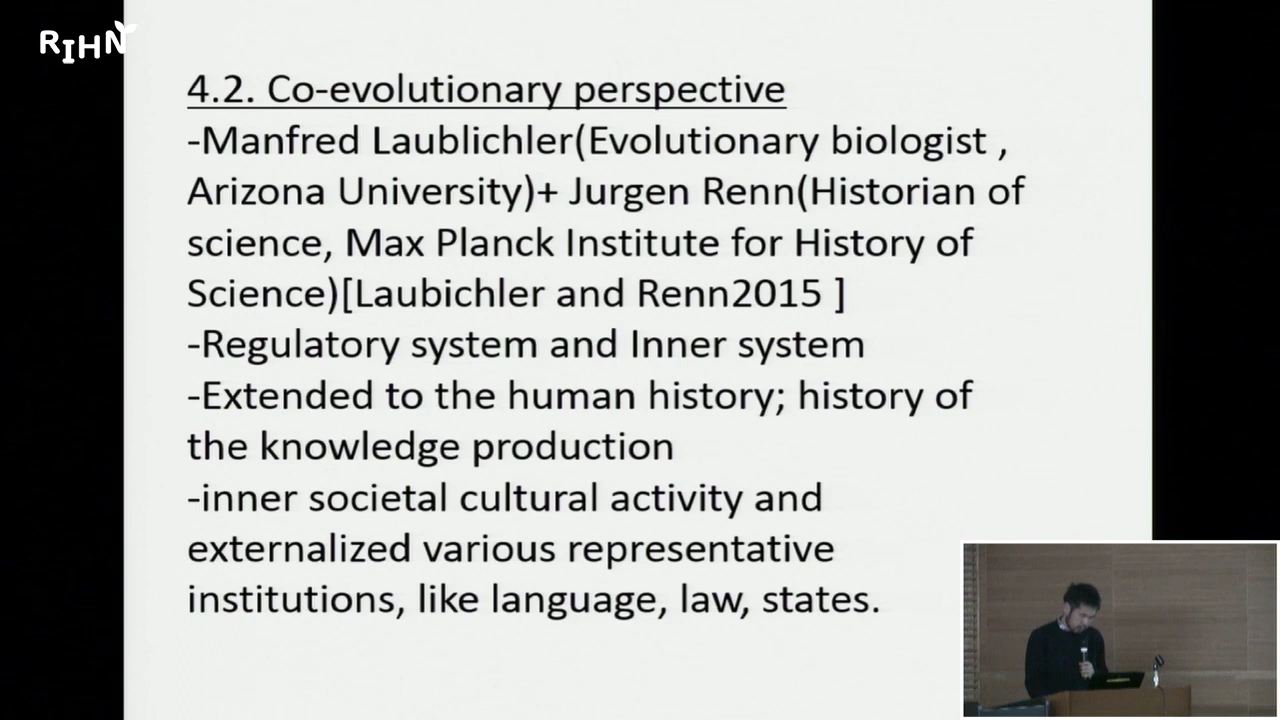 RIHN
4.2. Co-evolutionary perspective
-Manfred Laublichler(Evolutionary biologist ,
Arizona University)+ Jurgen Renn(Historian of
science, Max Planck Institute for History of
Science)[Laubichler and Renn2015 ]
-Regulatory system and Inner system
-Extended to the human history; history of
the knowledge production
-inner societal cultural activity and
externalized various representative
institutions, like language, law, states.